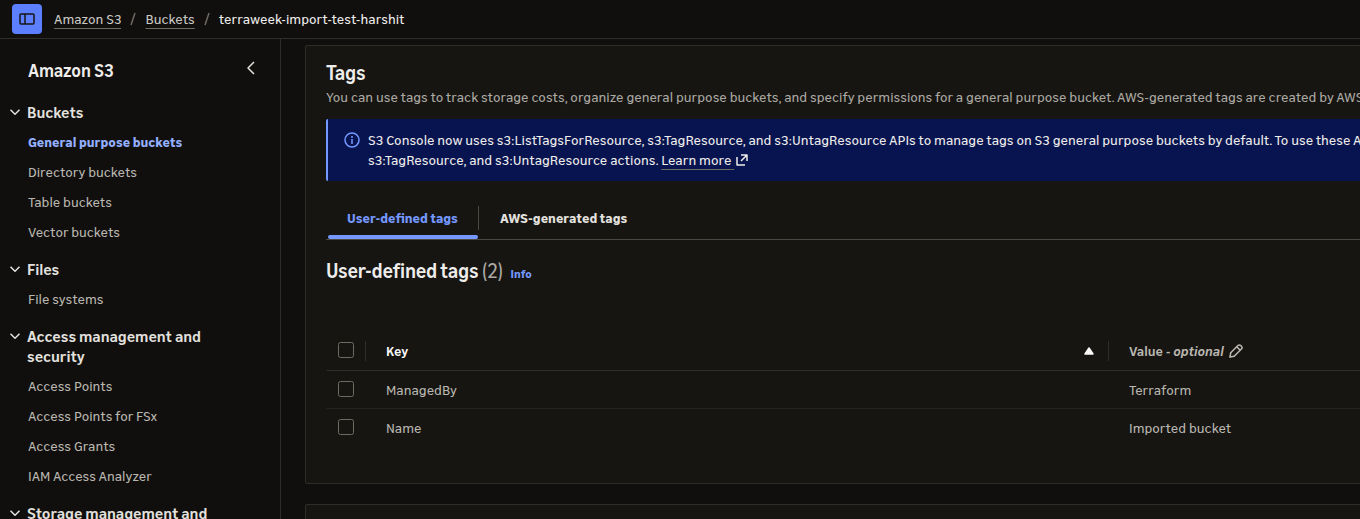 Amazon S3 / Buckets / terraweek-import-test-harshit
Amazon S3
Buckets
General purpose buckets
Directory buckets
Table buckets
Vector buckets
Files
File systems
Access management and
security
Access Points
Access Points for FSx
Access Grants
IAM Access Analyzer
Storage management and
Tags
You can use tags to track storage costs, organize general purpose buckets, and specify permissions for a general purpose bucket. AWS-generated tags are created by AWS
S3 Console now uses s3:ListTagsForResource, s3:TagResource, and s3:UntagResource APIs to manage tags on S3 general purpose buckets by default. To use these A
s3:TagResource, and s3:UntagResource actions. Learn more
User-defined tags AWS-generated tags
User-defined tags (2) Info
Key Value - optional
ManagedBy Terraform
Name Imported bucket